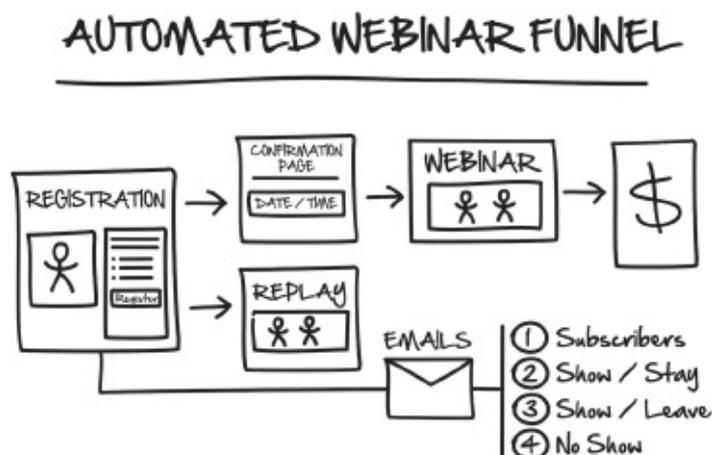 AUTOMATED WEBINAR FUNNEL
REGISTRATION
Register
CONFIRMATION
PAGE
DATE / TIME
WEBINAR
$
REPLAY
EMAILS
1 Subscribers
2 Show / Stay
3 Show / Leave
4 No Show